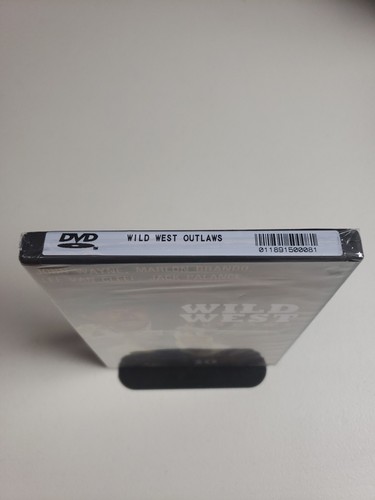 DVD
WILD WEST OUTLAWS
011891500081
MARLON BRANDO
WILD
WEST